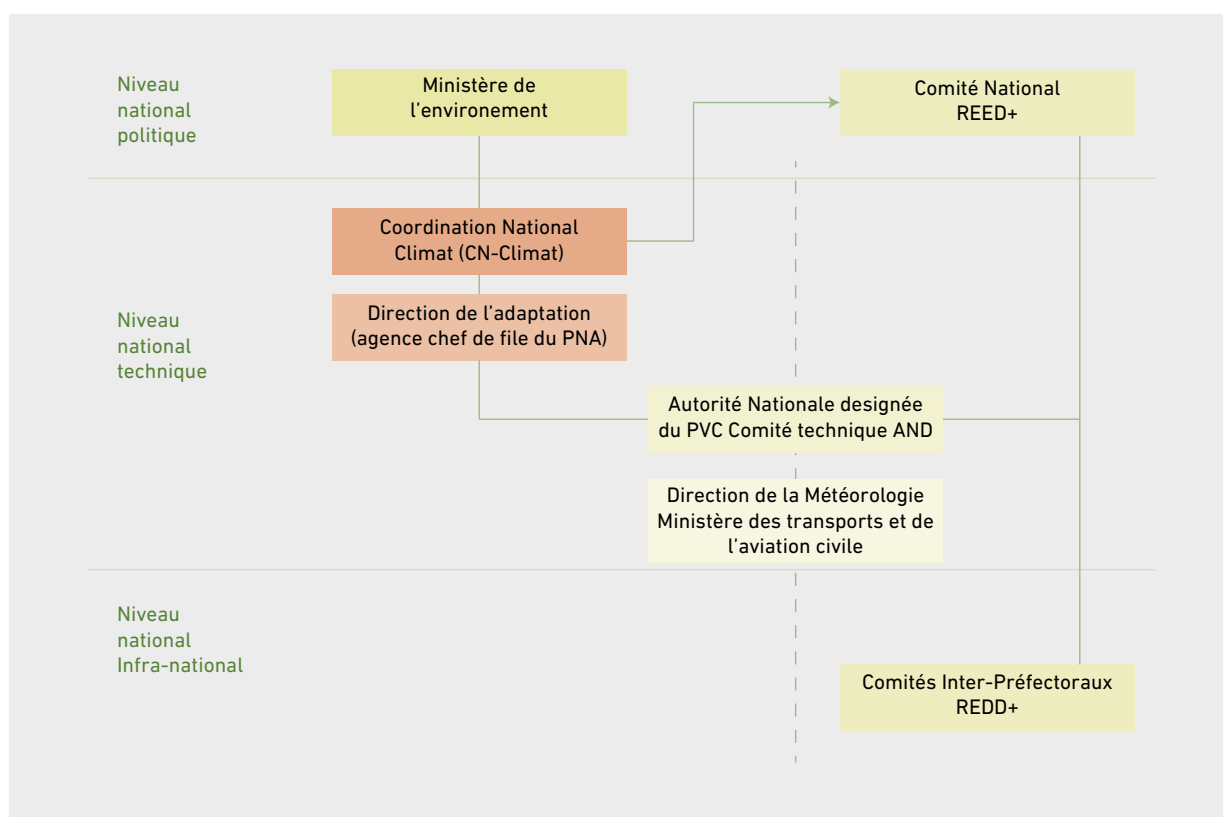 Niveau
national
politique
Ministère de
l'environement
Comité National
REED+
Coordination National
Climat (CN-Climat)
Niveau
national
technique
Direction de l'adaptation
(agence chef de file du PNA)
Autorité Nationale designée
du PVC Comité technique AND
Direction de la Météorologie
Ministère des transports et de
l'aviation civile
Niveau
national
Infra-national
Comités Inter-Préfectoraux
REDD+